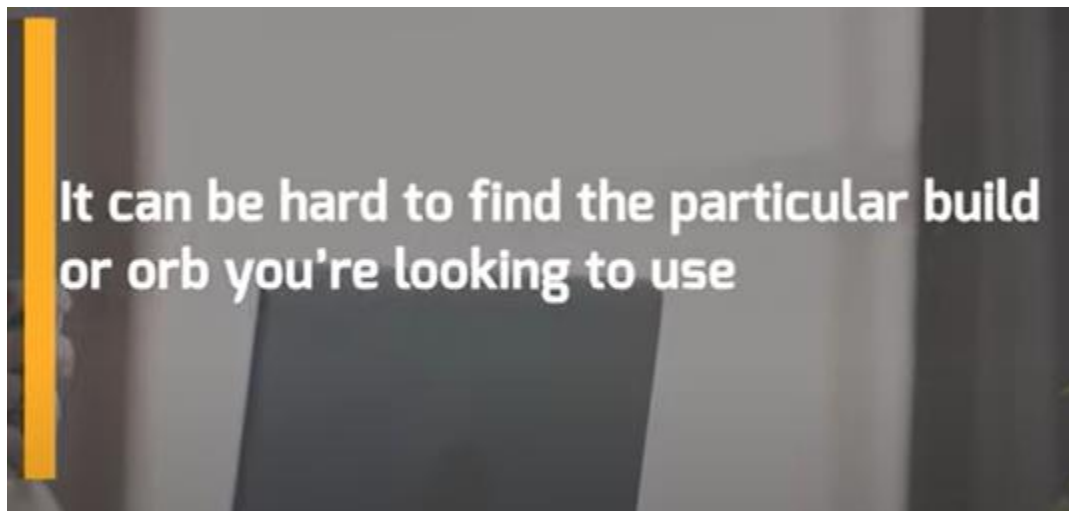 It can be hard to find the particular build
or orb you're looking to use